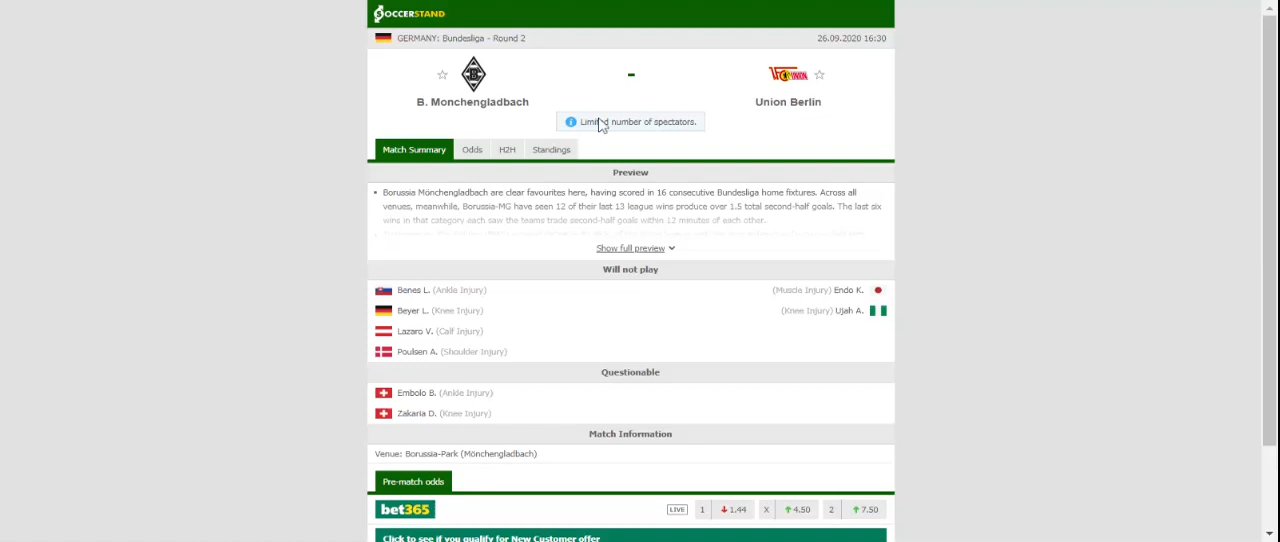 SOCCERSTAND
GERMANY: Bundesliga - Round 2
26.09.2020 16:30
-
B. Monchengladbach
Union Berlin
Limited number of spectators.
Match Summary
Odds
H2H
Standings
Preview
Borussia Mönchengladbach are clear favourites here, having scored in 16 consecutive Bundesliga home fixtures. Across all
venues, meanwhile, Borussia-MG have seen 12 of their last 13 league wins produce over 1.5 total second-half goals. The last six
wins in that category each saw the teams trade second-half goals within 12 minutes of each other.
Show full preview
Will not play
Benes L. (Ankle Injury)
(Muscle Injury) Endo K.
Beyer L. (Knee Injury)
(Knee Injury) Ujah A.
Lazaro V. (Calf Injury)
Poulsen A. (Shoulder Injury)
Questionable
Embolo B. (Ankle Injury)
Zakaria D. (Knee Injury)
Match Information
Venue: Borussia-Park (Mönchengladbach)
Pre-match odds
bet365
LIVE
1
1.44
X
4.50
2
7.50
Click to see if you qualify for New Customer offer